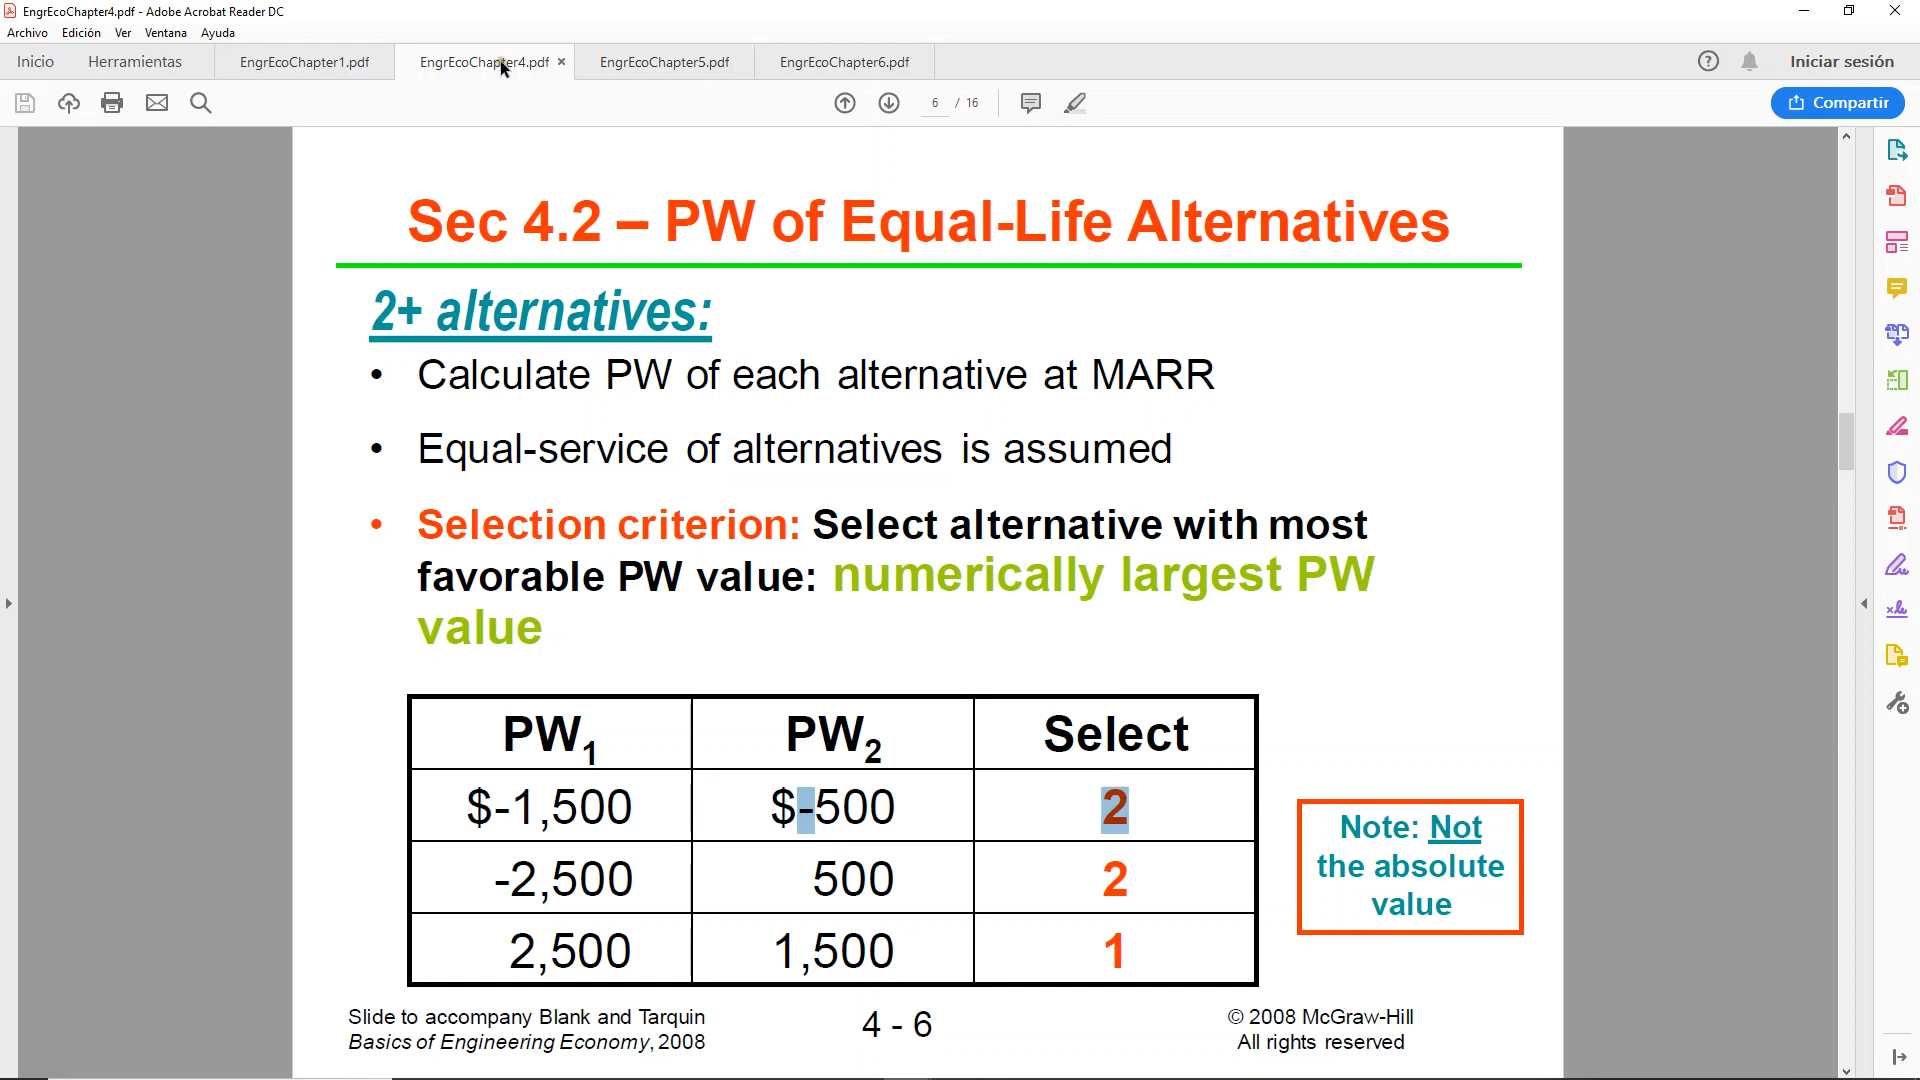 EngrEcoChapter4.pdf - Adobe Acrobat Reader DC
Archivo Edición Ver Ventana Ayuda
Inicio Herramientas EngrEcoChapter1.pdf EngrEcoChapter4.pdf × EngrEcoChapter5.pdf EngrEcoChapter6.pdf Iniciar sesión
6 / 16 Compartir
Sec 4.2 – PW of Equal-Life Alternatives
2+ alternatives:
• Calculate PW of each alternative at MARR
• Equal-service of alternatives is assumed
• Selection criterion: Select alternative with most
favorable PW value: numerically largest PW
value
PW1 PW2 Select
$-1,500 $-500 2
-2,500 500 2
2,500 1,500 1
Note: Not
the absolute
value
Slide to accompany Blank and Tarquin
Basics of Engineering Economy, 2008
4 - 6
© 2008 McGraw-Hill
All rights reserved